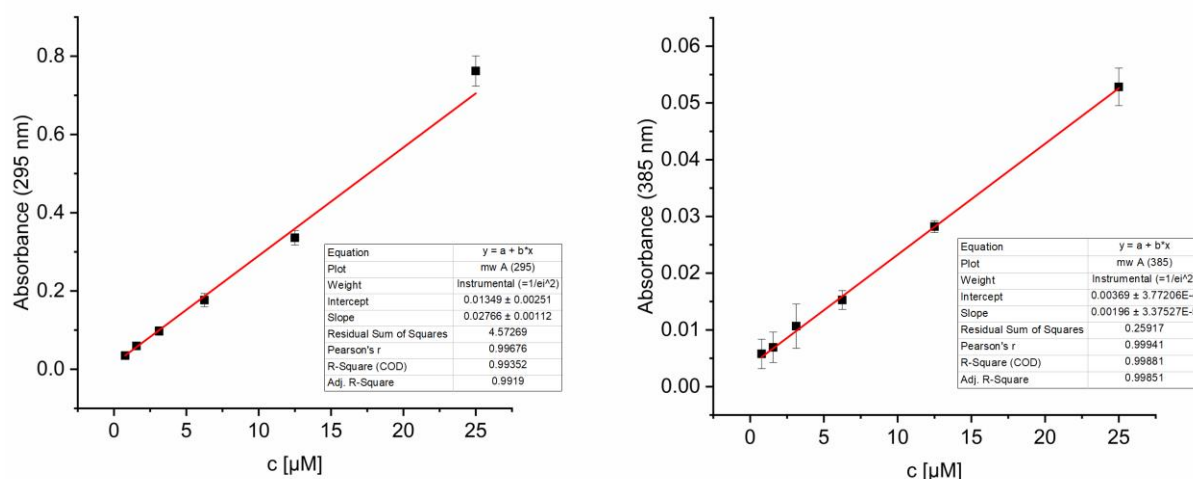 0.8
0.6
0.4
0.2
0.0
Absorbance (295 nm)
0 5 10 15 20 25
c [µM]
Equation y = a + b*x
Plot mw A (295)
Weight Instrumental (=1/ei^2)
Intercept 0.01349 ± 0.00251
Slope 0.02766 ± 0.00112
Residual Sum of Squares 4.57269
Pearson's r 0.99676
R-Square (COD) 0.99352
Adj. R-Square 0.9919
0.06
0.05
0.04
0.03
0.02
0.01
0.00
Absorbance (385 nm)
0 5 10 15 20 25
c [µM]
Equation y = a + b*x
Plot mw A (385)
Weight Instrumental (=1/ei^2
Intercept 0.00369 ± 3.77206E-
Slope 0.00196 ± 3.37527E-
Residual Sum of Squares 0.25917
Pearson's r 0.99941
R-Square (COD) 0.99881
Adj. R-Square 0.99851